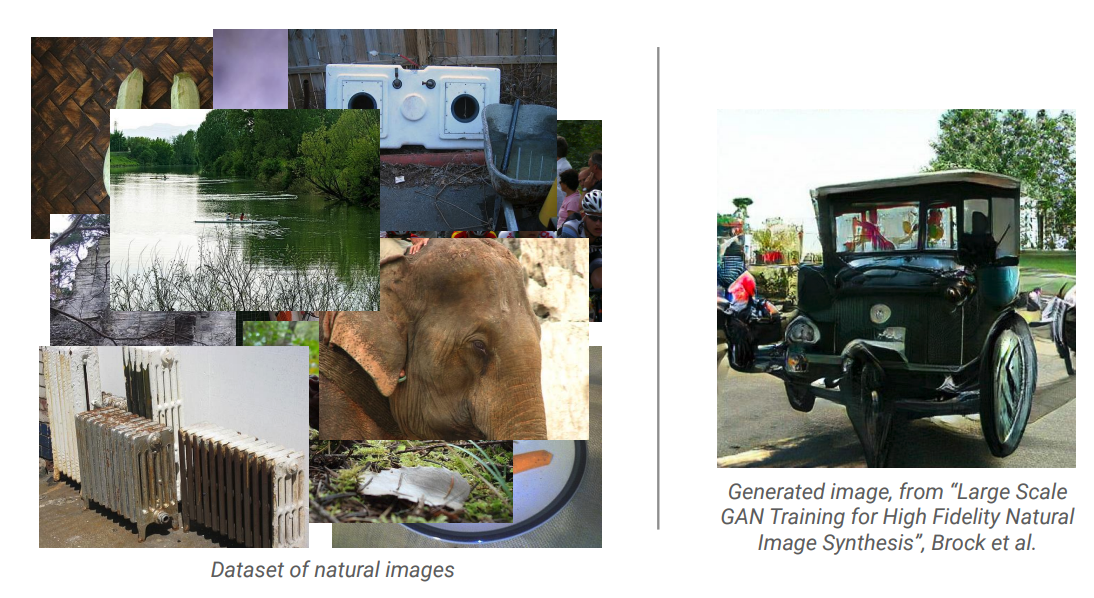 Dataset of natural images
Generated image, from “Large Scale
GAN Training for High Fidelity Natural
Image Synthesis”, Brock et al.